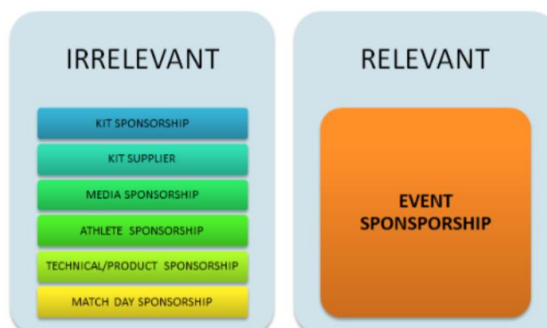 IRRELEVANT
KIT SPONSORSHIP
KIT SUPPLIER
MEDIA SPONSORSHIP
ATHLETE SPONSORSHIP
TECHNICAL/PRODUCT SPONSORSHIP
MATCH DAY SPONSORSHIP
RELEVANT
EVENT
SPONSPORSHIP